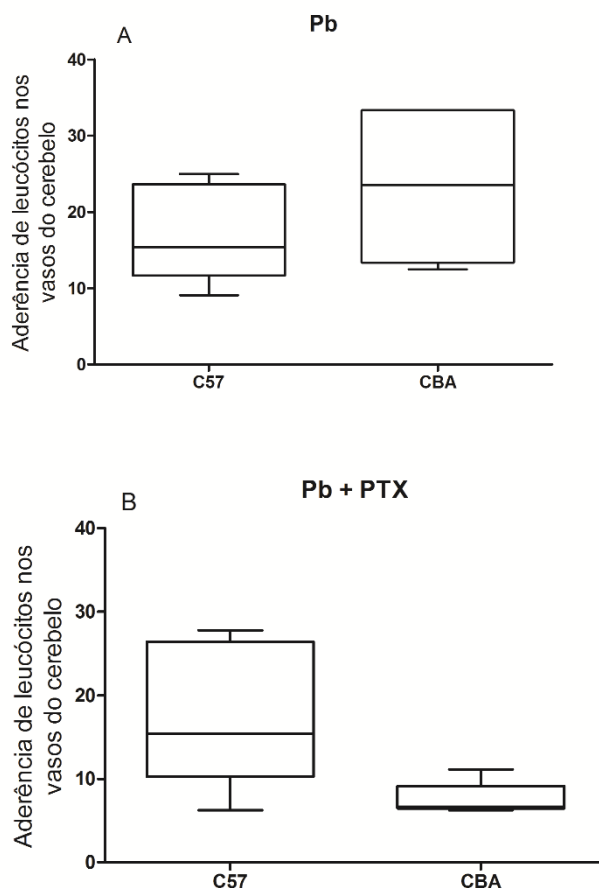 A
Pb
Aderência de leucócitos nos
vasos do cerebelo
40
30
20
10
0
C57
CBA
B
Pb + PTX
Aderência de leucócitos nos
vasos do cerebelo
40
30
20
10
0
C57
CBA